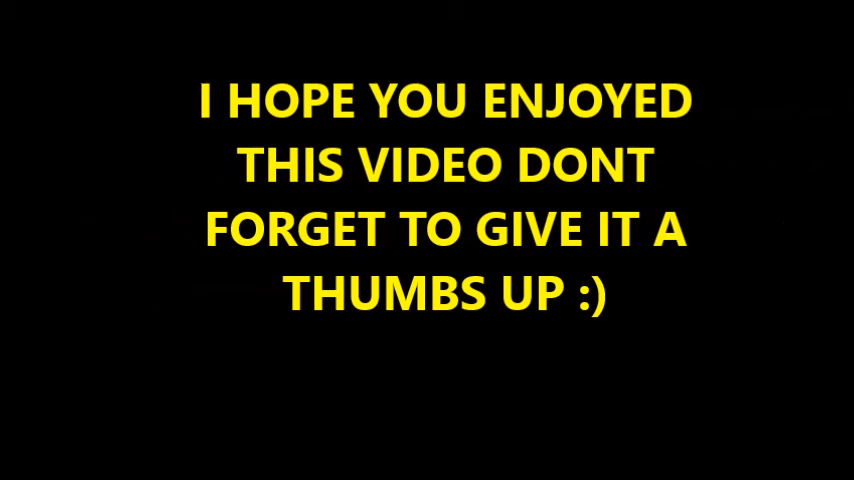 I HOPE YOU ENJOYED
THIS VIDEO DONT
FORGET TO GIVE IT A
THUMBS UP :)